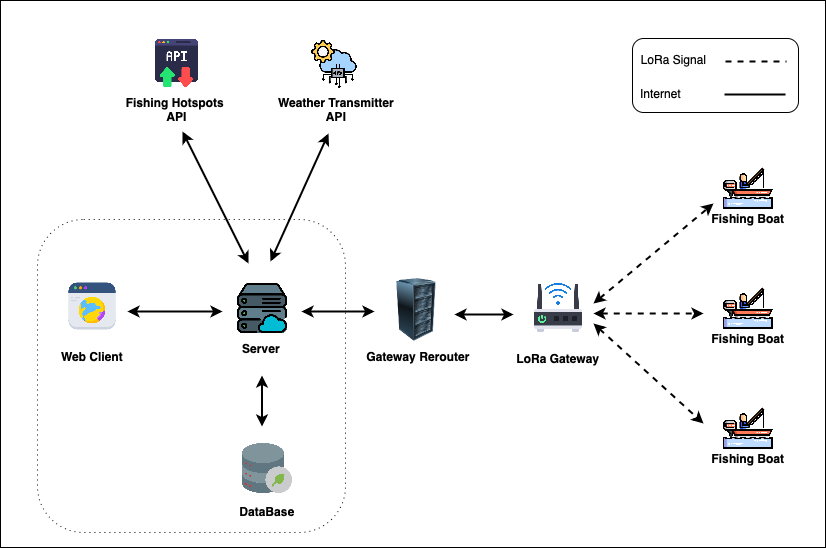 API
Fishing Hotspots
API
Weather Transmitter
API
LoRa Signal
Internet
Fishing Boat
Web Client
Server
Gateway Rerouter
LoRa Gateway
Fishing Boat
Fishing Boat
DataBase